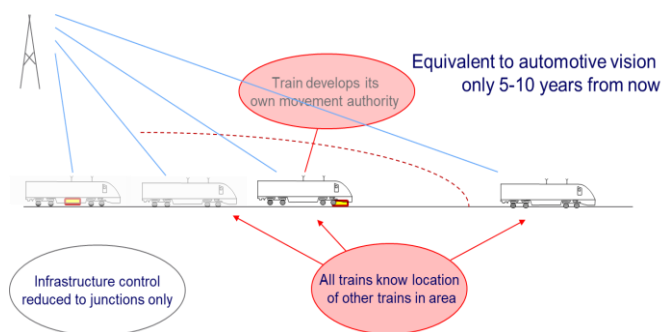 Equivalent to automotive vision
only 5-10 years from now
Train develops its
own movement authority
Infrastructure control
reduced to junctions only
All trains know location
of other trains in area